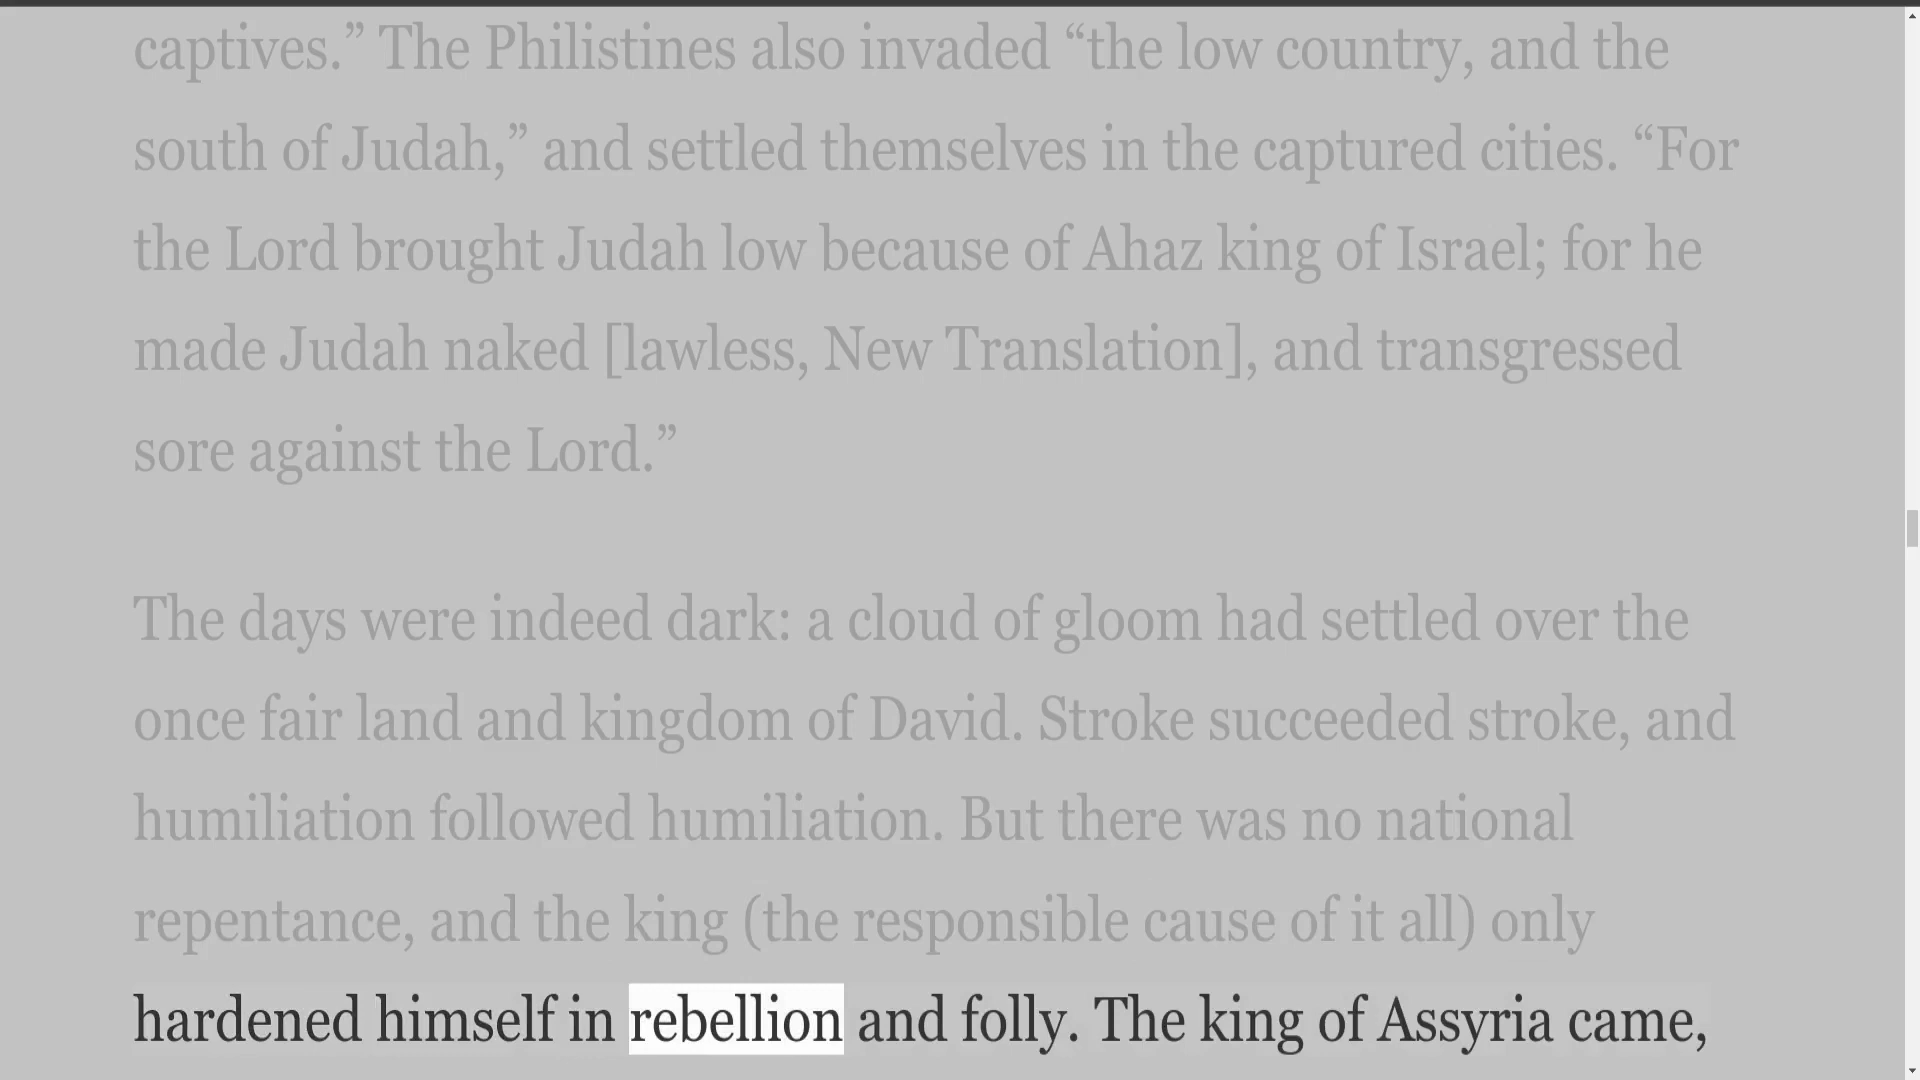 captives.” The Philistines also invaded “the low country, and the
south of Judah,” and settled themselves in the captured cities. “For
the Lord brought Judah low because of Ahaz king of Israel; for he
made Judah naked [lawless, New Translation], and transgressed
sore against the Lord.”
The days were indeed dark: a cloud of gloom had settled over the
once fair land and kingdom of David. Stroke succeeded stroke, and
humiliation followed humiliation. But there was no national
repentance, and the king (the responsible cause of it all) only
hardened himself in rebellion and folly. The king of Assyria came,